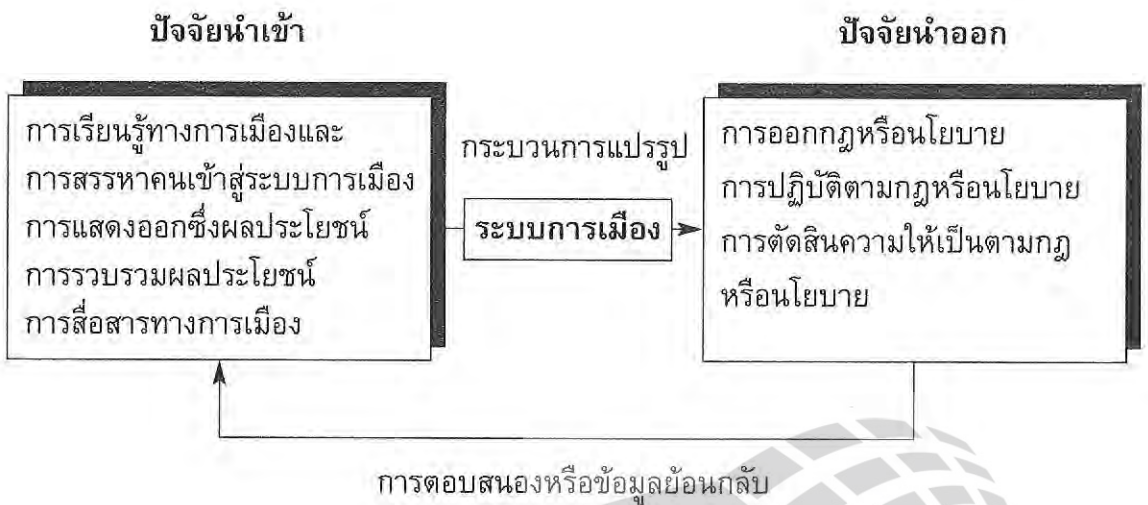 ปัจจัยนำเข้า
ปัจจัยนำออก
การเรียนรู้ทางการเมืองและ
การสรรหาคนเข้าสู่ระบบการเมือง
การแสดงออกซึ่งผลประโยชน์
การรวบรวมผลประโยชน์
การสื่อสารทางการเมือง
กระบวนการแปรรูป
ระบบการเมือง
การออกกฎหรือนโยบาย
การปฏิบัติตามกฎหรือนโยบาย
การตัดสินความให้เป็นตามกฎ
หรือนโยบาย
การตอบสนองหรือข้อมูลย้อนกลับ